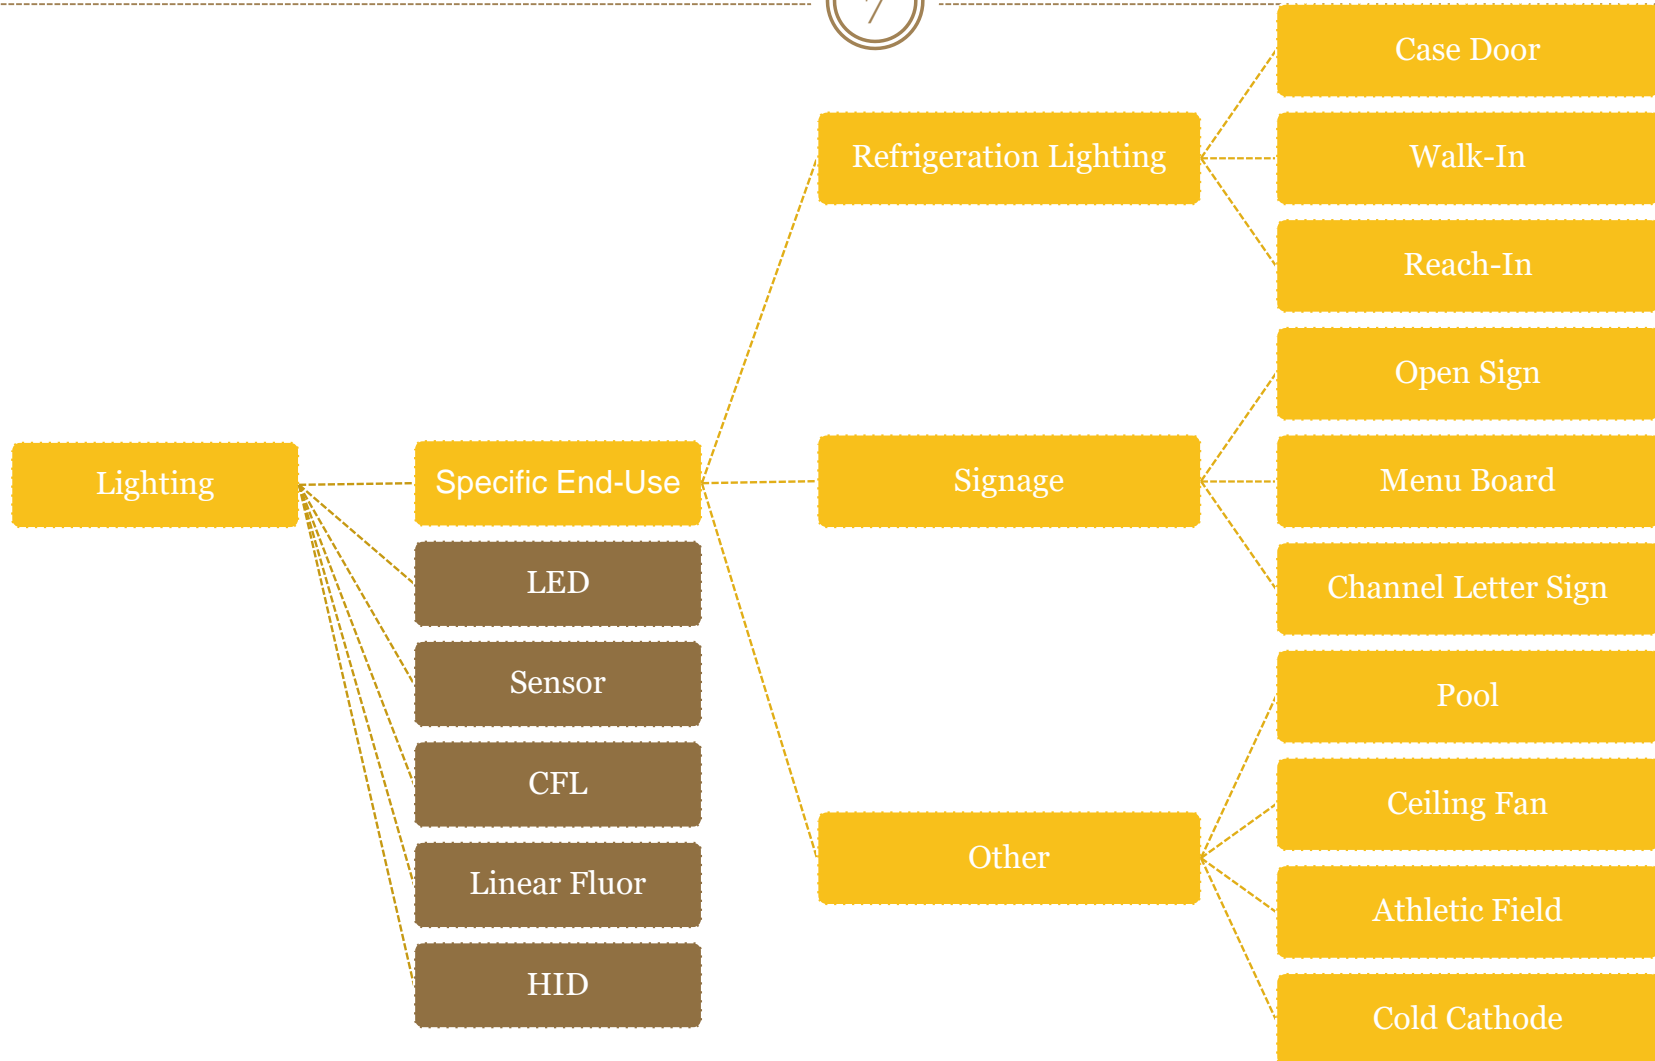 Case Door
Refrigeration Lighting
Walk-In
Reach-In
Open Sign
Lighting
Specific End-Use
Signage
Menu Board
LED
Channel Letter Sign
Sensor
Pool
CFL
Ceiling Fan
Other
Linear Fluor
Athletic Field
HID
Cold Cathode